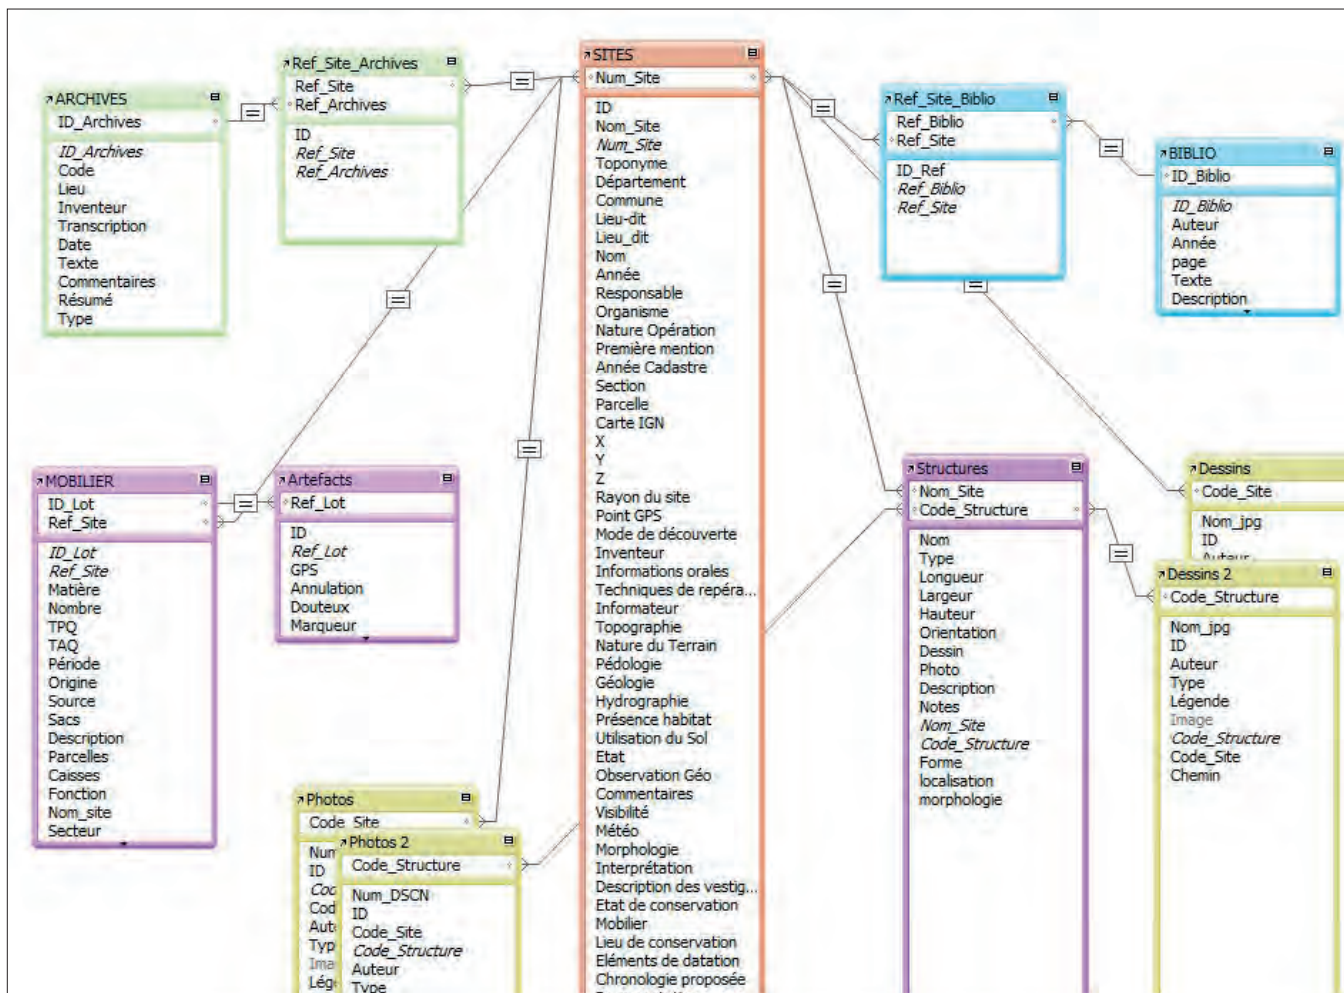 ARCHIVES
ID_Archives
ID_Archives
Code
Lieu
Inventeur
Transcription
Date
Texte
Commentaires
Résumé
Type
Ref_Site_Archives
Ref_Site
Ref_Archives
ID
Ref_Site
Ref_Archives
SITES
Num_Site
ID
Nom_Site
Num_Site
Toponyme
Département
Commune
Lieu-dit
Lieu_dit
Nom
Année
Responsable
Organisme
Nature Opération
Première mention
Année Cadastre
Section
Parcelle
Carte IGN
X
Y
Z
Rayon du site
Point GPS
Mode de découverte
Inventeur
Informations orales
Techniques de repéra...
Informateur
Topographie
Nature du Terrain
Pédologie
Géologie
Hydrographie
Présence habitat
Utilisation du Sol
Etat
Observation Géo
Commentaires
Visibilité
Météo
Morphologie
Interprétation
Description des vestig...
Etat de conservation
Mobilier
Lieu de conservation
Eléments de datation
Chronologie proposée
Ref_Site_Biblio
Ref_Biblio
Ref_Site
ID_Ref
Ref_Biblio
Ref_Site
BIBLIO
ID_Biblio
ID_Biblio
Auteur
Année
page
Texte
Description
MOBILIER
ID_Lot
Ref_Site
ID_Lot
Ref_Site
Matière
Nombre
TPQ
TAQ
Période
Origine
Source
Sacs
Description
Parcelles
Caisses
Fonction
Nom_site
Secteur
Artefacts
Ref_Lot
ID
Ref_Lot
GPS
Annulation
Douteux
Marqueur
Structures
Nom_Site
Code_Structure
Nom
Type
Longueur
Largeur
Hauteur
Orientation
Dessin
Photo
Description
Notes
Nom_Site
Code_Structure
Forme
localisation
morphologie
Dessins
Code_Site
Nom_jpg
ID
Auteur
Dessins 2
Code_Structure
Nom_jpg
ID
Auteur
Type
Légende
Image
Code_Structure
Code_Site
Chemin
Photos
Code_Site
Num
ID
Cod
Aut
Typ
Ima
Lég
Photos 2
Code_Structure
Num_DSCN
ID
Code_Site
Code_Structure
Auteur
Type